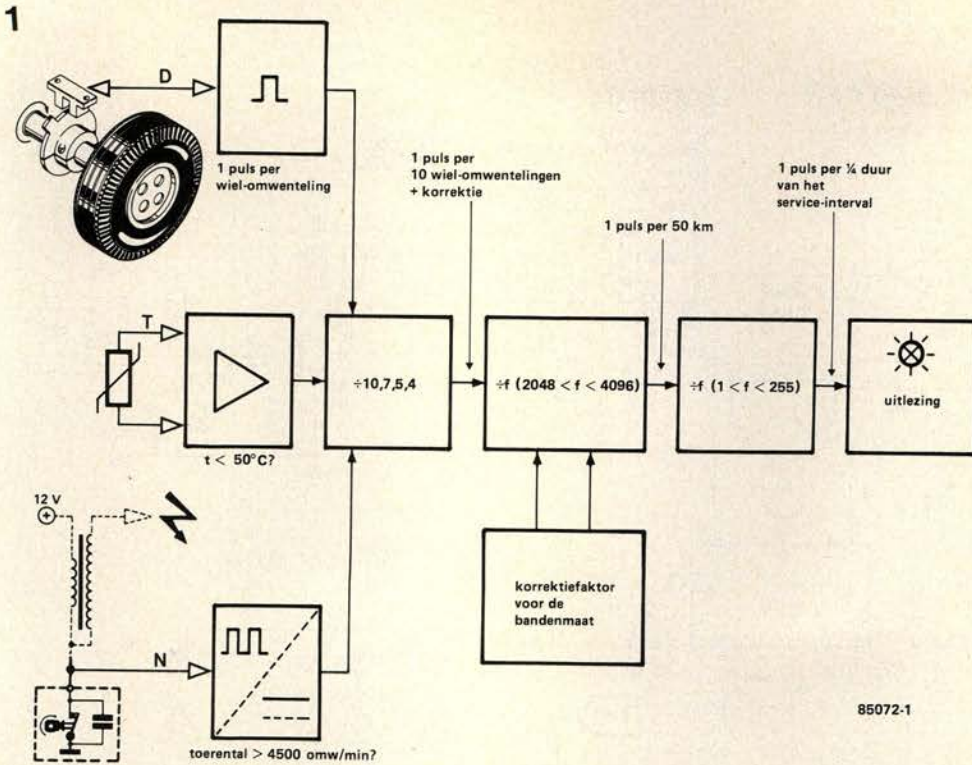 1
D
1 puls per
wiel-omwenteling
1 puls per
10 wiel-omwentelingen
+ korrektie
1 puls per 50 km
1 puls per ¼ duur
van het
service-interval
T
÷10,7,5,4
÷f (2048 < f < 4096)
÷f (1 < f < 255)
uitlezing
t < 50°C?
12 V
+
N
toerental > 4500 omw/min?
korrektiefaktor
voor de
bandenmaat
85072-1